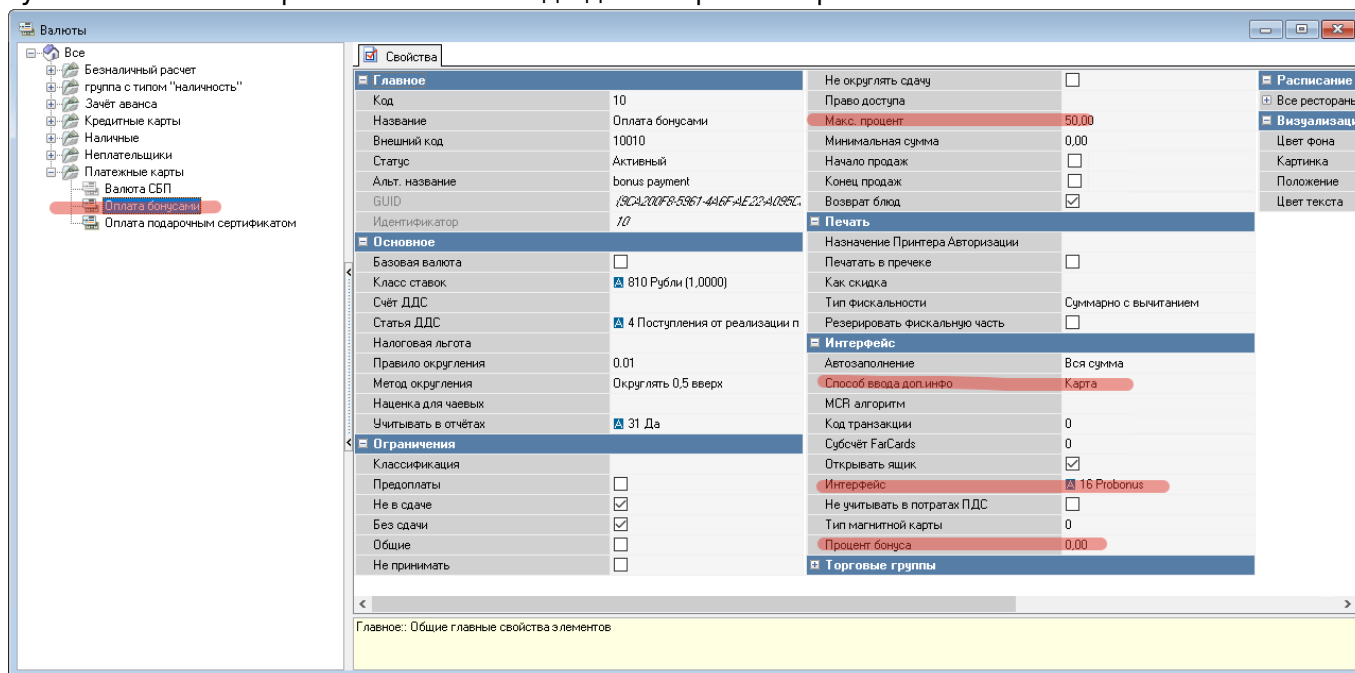 Валюты
Все
Безналичный расчет
группа с типом "наличность"
Зачёт аванса
Кредитные карты
Наличные
Неплательщики
Платежные карты
Валюта СБП
Оплата бонусами
Оплата подарочным сертификатом
Свойства
Главное
Код 10
Название Оплата бонусами
Внешний код 10010
Статус Активный
Альт. название bonus payment
GUID {9CA200F8-5961-4A6F-AE22-A095C
Идентификатор 10
Основное
Базовая валюта
Класс ставок 810 Рубли (1,0000)
Счёт ДДС
Статья ДДС 4 Поступления от реализации п
Налоговая льгота
Правило округления 0.01
Метод округления Округлять 0,5 вверх
Наценка для чаевых
Учитывать в отчётах 31 Да
Ограничения
Классификация
Предоплаты
Не в сдаче
Без сдачи
Общие
Не принимать
Не округлять сдачу
Право доступа
Макс. процент 50,00
Минимальная сумма 0,00
Начало продаж
Конец продаж
Возврат блюд
Печать
Назначение Принтера Авторизации
Печатать в пречеке
Как скидка
Тип фискальности Суммарно с вычитанием
Резервировать фискальную часть
Интерфейс
Автозаполнение Вся сумма
Способ ввода доп.инфо Карта
MCR алгоритм
Код транзакции 0
Субсчёт FarCards 0
Открывать ящик
Интерфейс 16 Probonus
Не учитывать в потратах ПДС
Тип магнитной карты 0
Процент бонуса 0,00
Торговые группы
Расписание
Все рестораны
Визуализаци
Цвет фона
Картинка
Положение
Цвет текста
Главное:: Общие главные свойства элементов